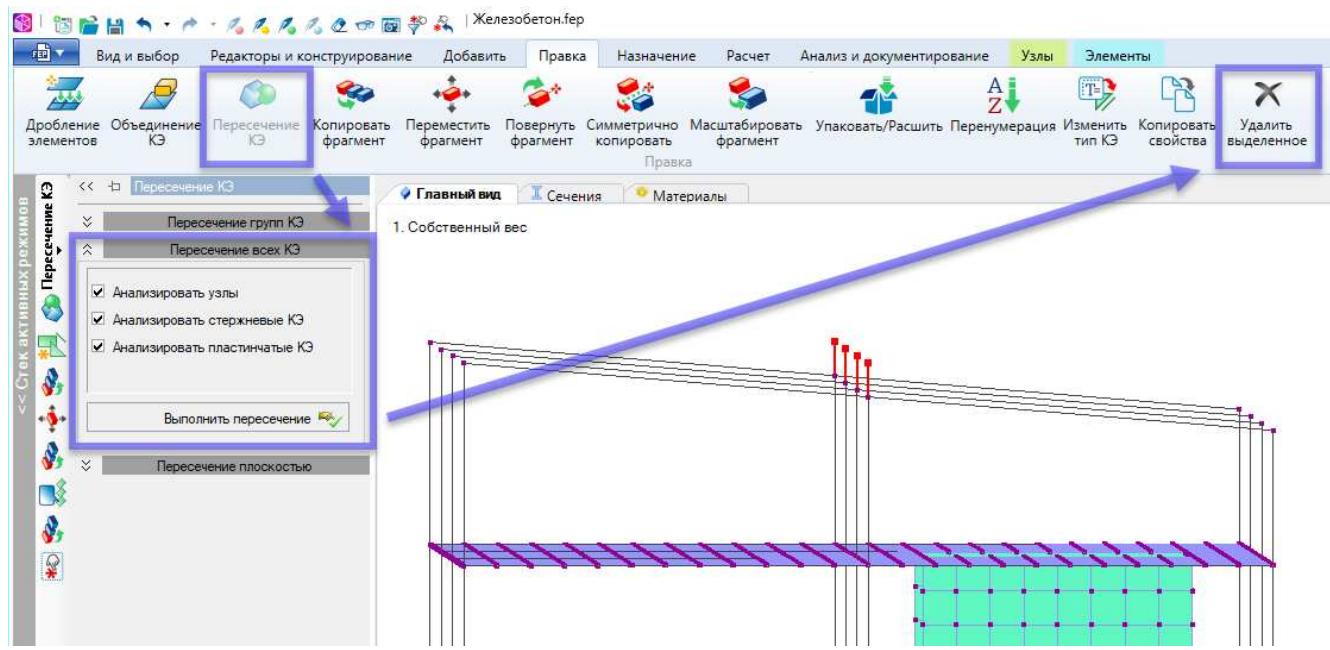 Железобетон.fep
Вид и выбор Редакторы и конструирование Добавить Правка Назначение Расчет Анализ и документирование Узлы Элементы
Дробление элементов Объединение КЭ Пересечение КЭ Копировать фрагмент Переместить фрагмент Повернуть фрагмент Симметрично копировать Масштабировать фрагмент Упаковать/Расшить Перенумерация Изменить тип КЭ Копировать свойства Удалить выделенное
Правка
<< Стек активных режимов
Пересечение КЭ
<< Пересечение КЭ
Пересечение групп КЭ
Пересечение всех КЭ
Анализировать узлы
Анализировать стержневые КЭ
Анализировать пластинчатые КЭ
Выполнить пересечение
Пересечение плоскостью
Главный вид Сечения Материалы
1. Собственный вес